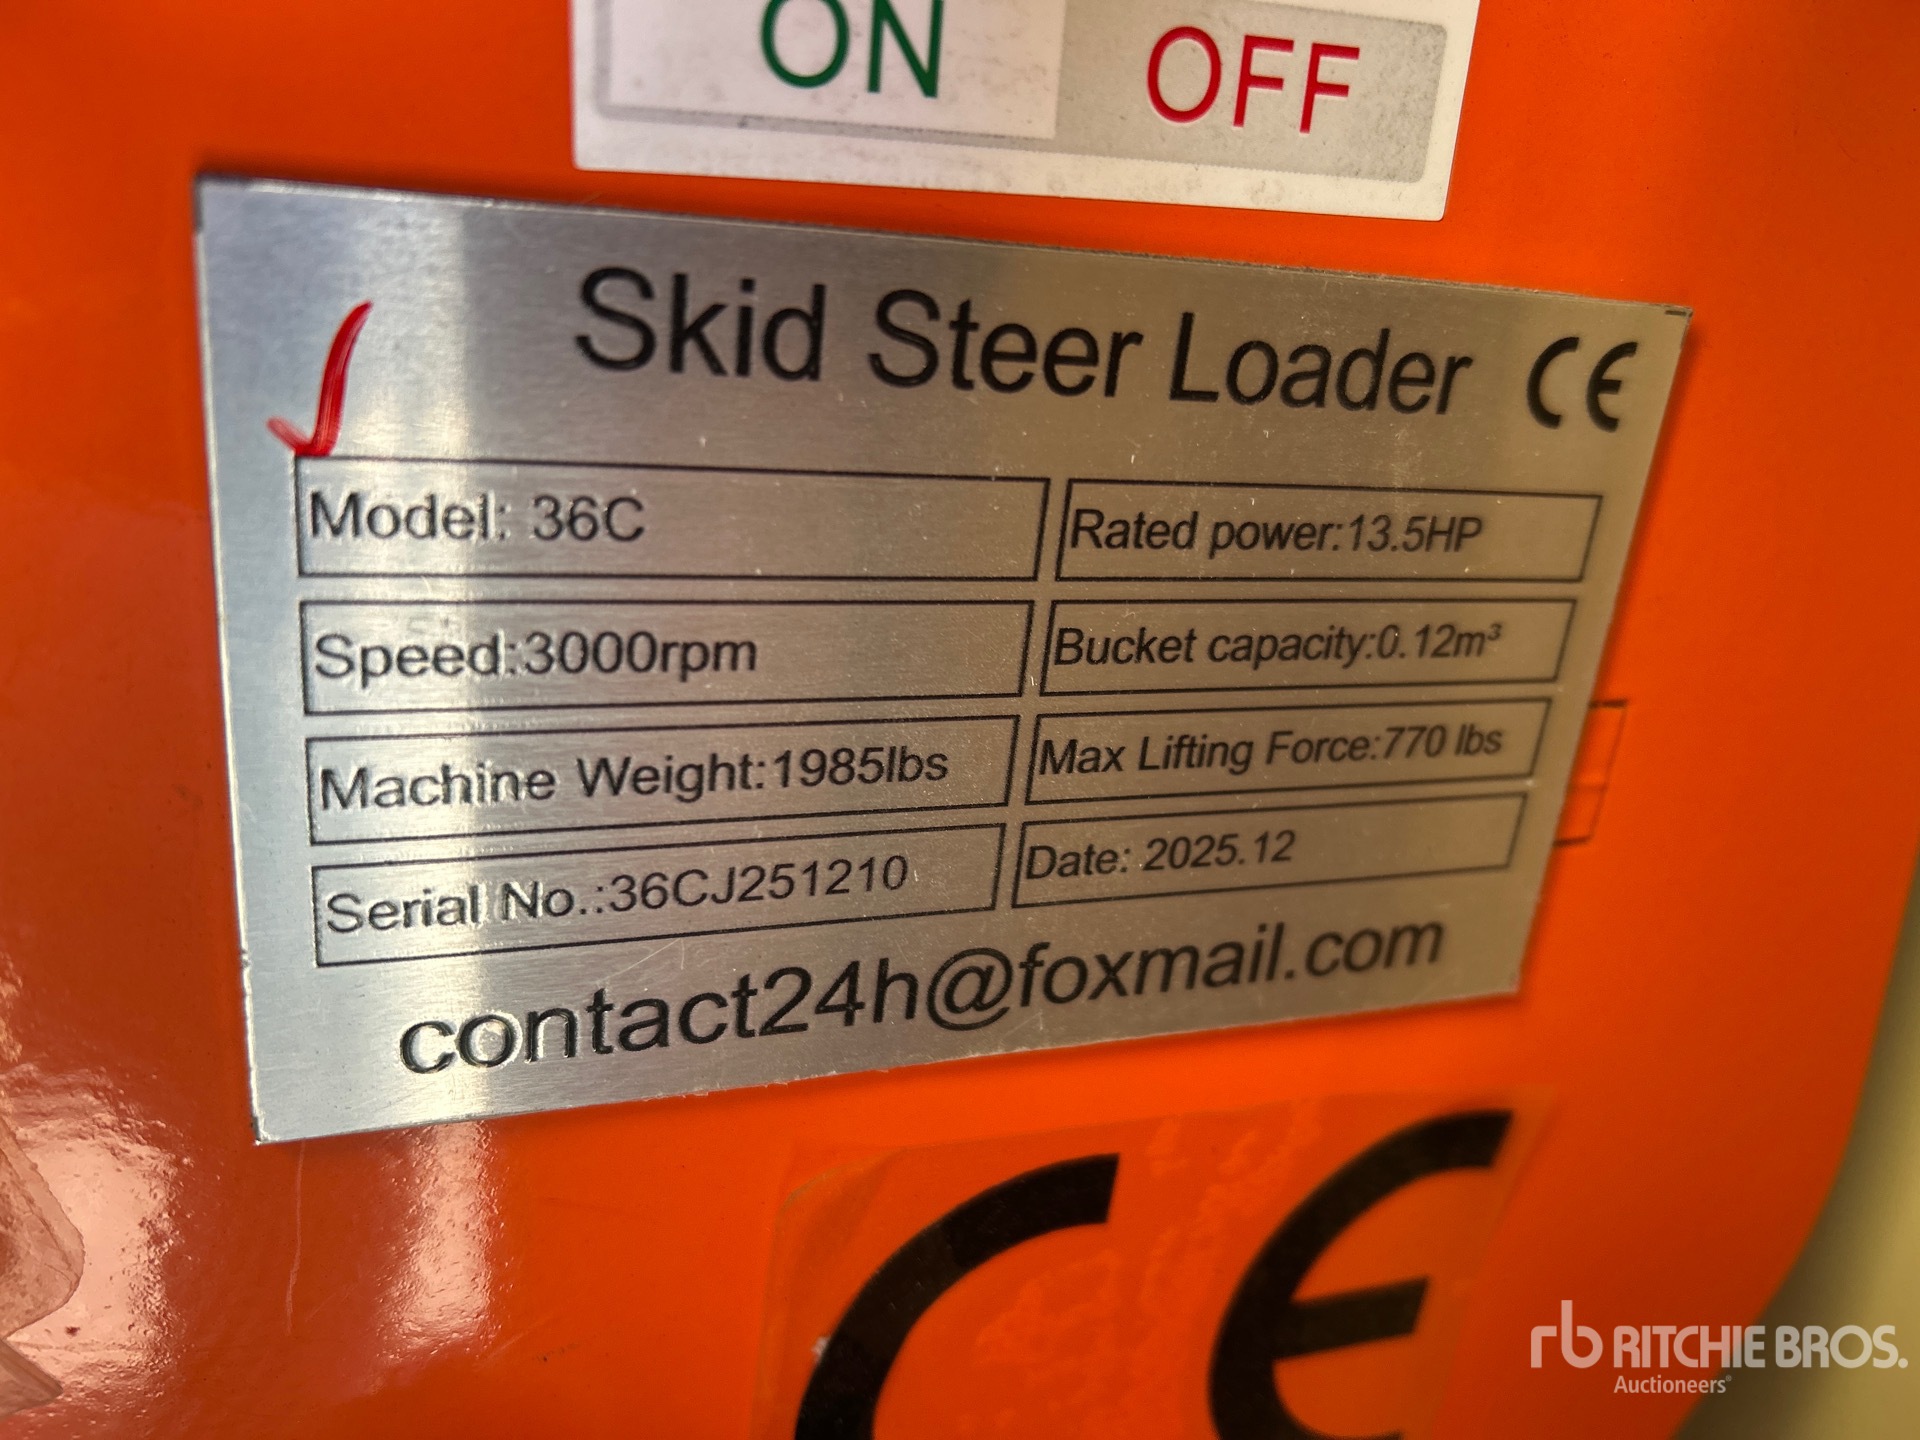 ON OFF
Skid Steer Loader CE
Model: 36C
Rated power:13.5HP
Speed:3000rpm
Bucket capacity:0.12m³
Machine Weight:1985lbs
Max Lifting Force:770 lbs
Serial No.:36CJ251210
Date: 2025.12
contact24h@foxmail.com
CE
rb RITCHIE BROS.
Auctioneers®